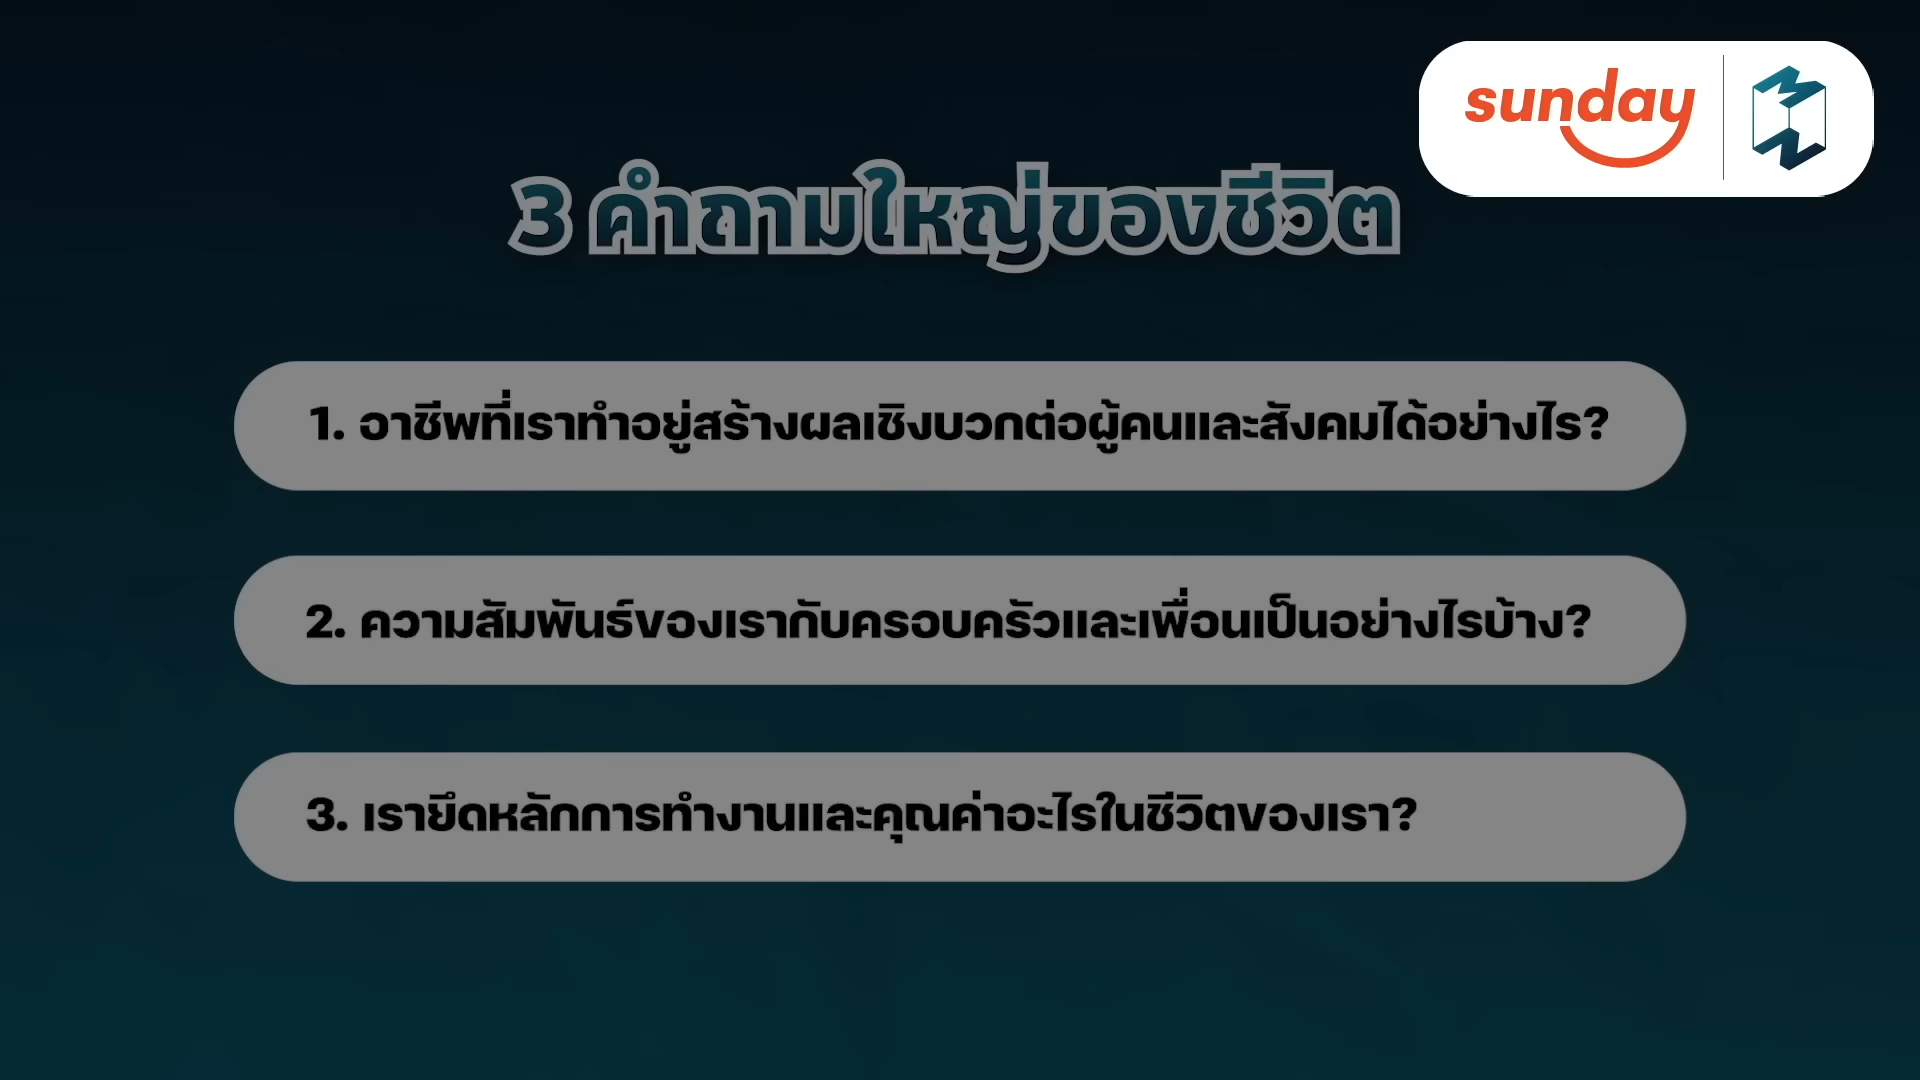 sunday
3 คำถามใหญ่ของชีวิต
1. อาชีพที่เราทำอยู่สร้างผลเชิงบวกต่อผู้คนและสังคมได้อย่างไร?
2. ความสัมพันธ์ของเรากับครอบครัวและเพื่อนเป็นอย่างไรบ้าง?
3. เรายึดหลักการทำงานและคุณค่าอะไรในชีวิตของเรา?